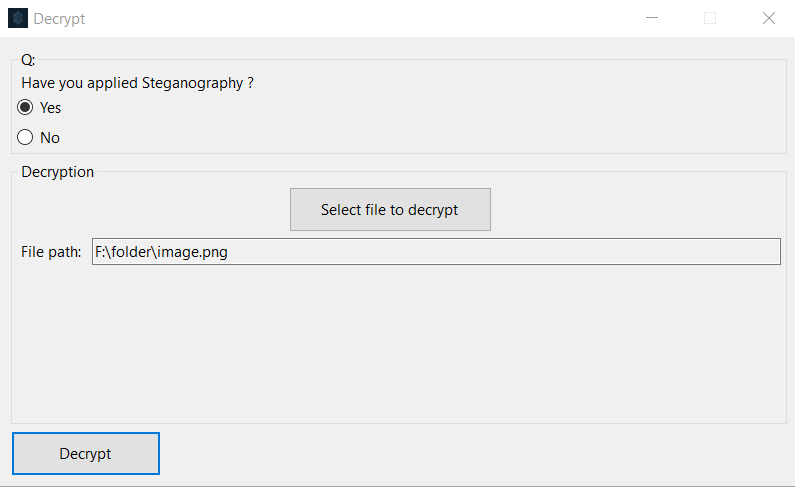 Decrypt
Q:
Have you applied Steganography ?
Yes
No
Decryption
Select file to decrypt
File path: F:\folder\image.png
Decrypt